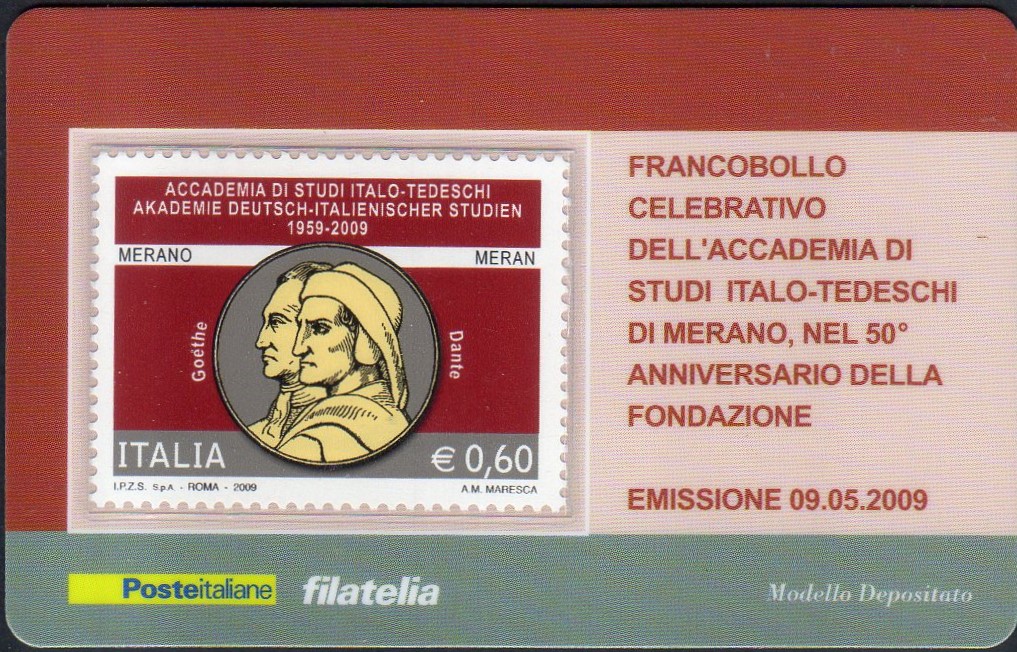 ACCADEMIA DI STUDI ITALO-TEDESCHI
AKADEMIE DEUTSCH-ITALIENISCHER STUDIEN
1959-2009
MERANO MERAN
Goéthe
Dante
ITALIA € 0,60
I.P.Z.S. S.p.A. - ROMA - 2009 A.M. MARESCA
FRANCOBOLLO
CELEBRATIVO
DELL'ACCADEMIA DI
STUDI ITALO-TEDESCHI
DI MERANO, NEL 50°
ANNIVERSARIO DELLA
FONDAZIONE
EMISSIONE 09.05.2009
Posteitaliane filatelia
Modello Depositato